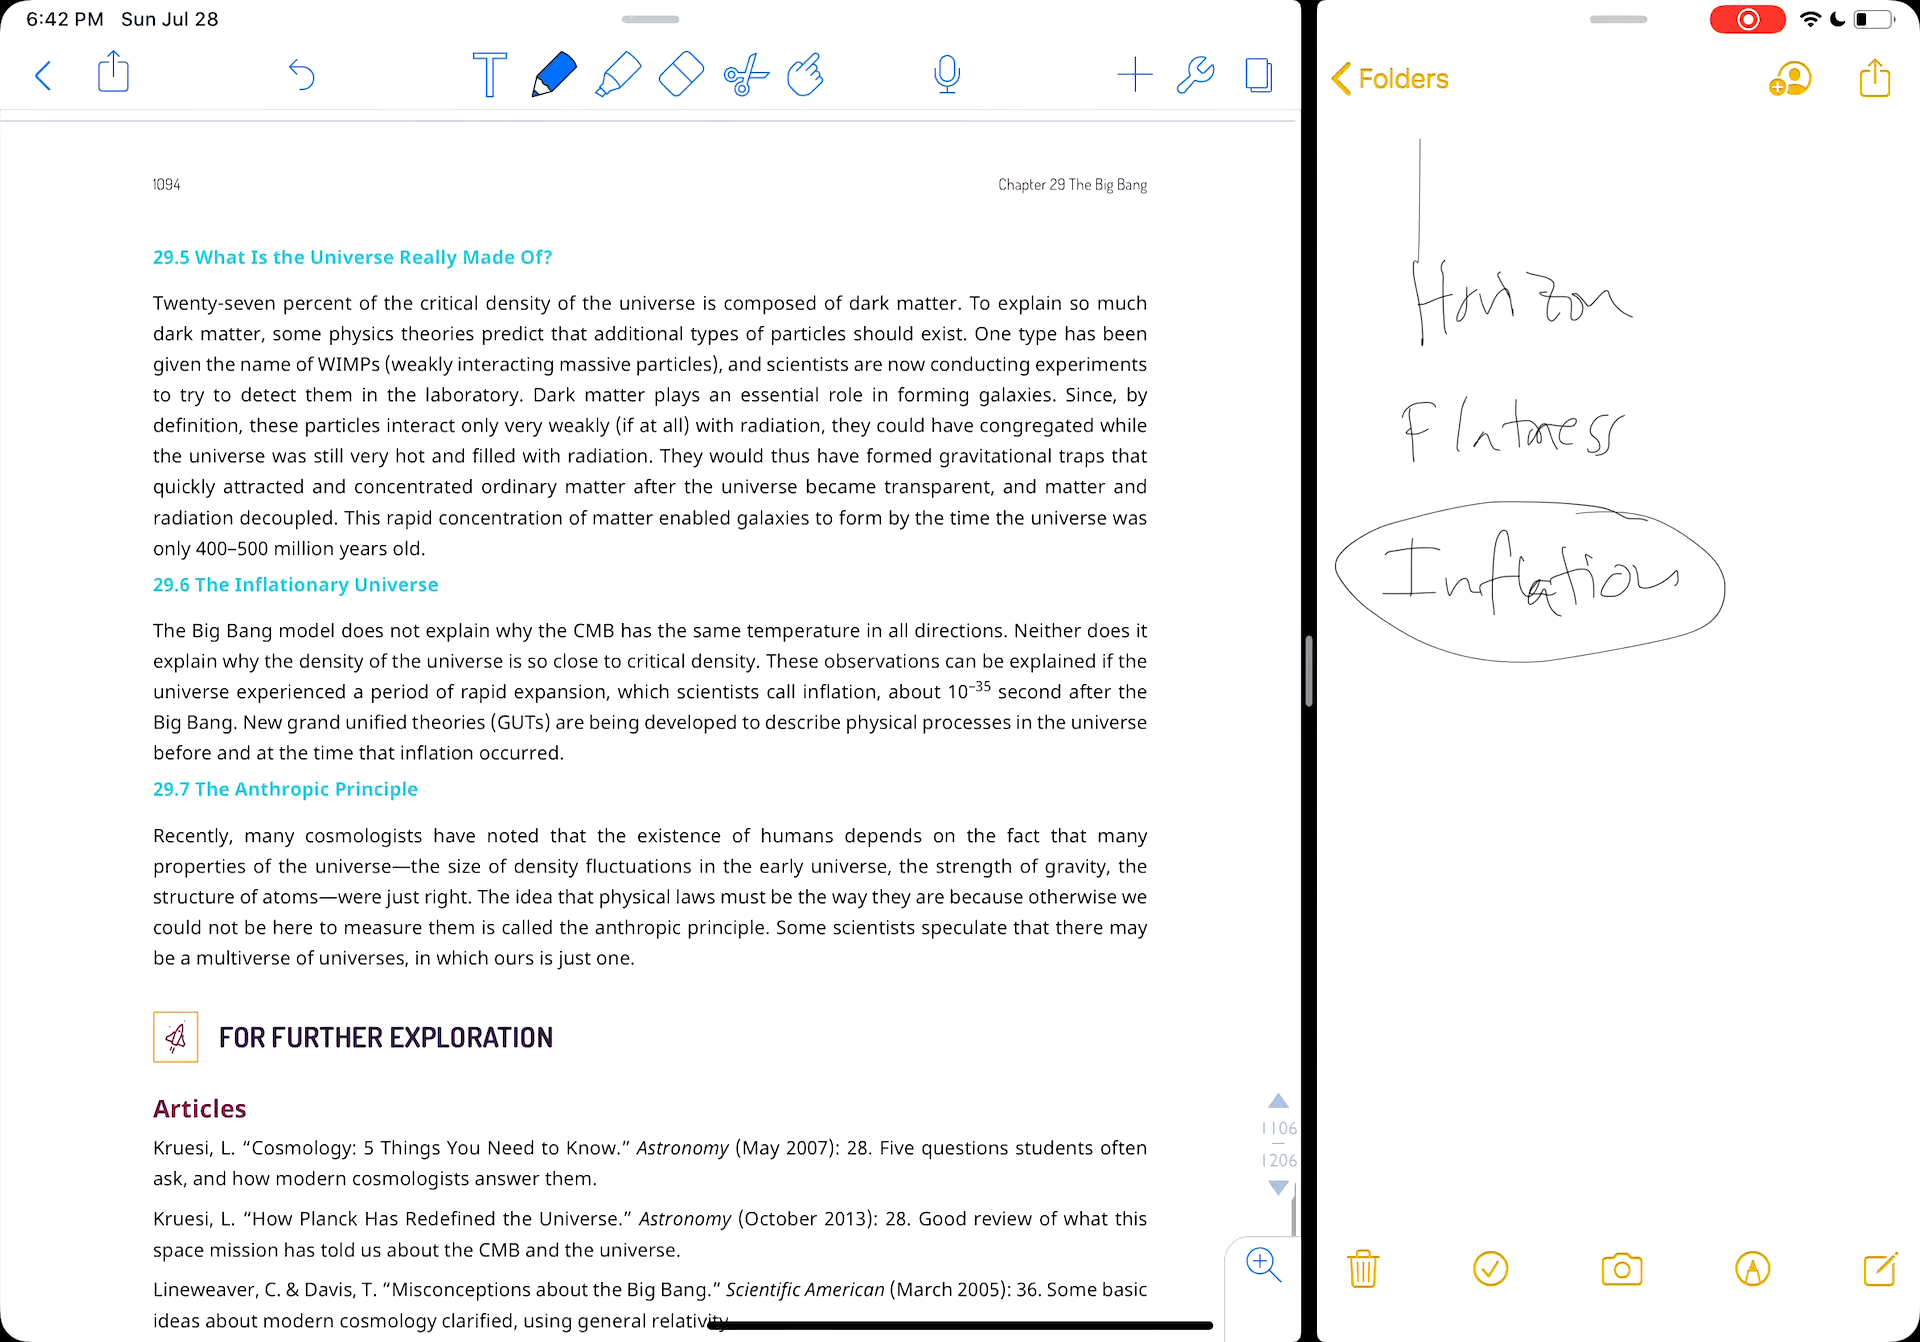 6:42 PM Sun Jul 28
Folders
1094
Chapter 29 The Big Bang
29.5 What Is the Universe Really Made Of?
Twenty-seven percent of the critical density of the universe is composed of dark matter. To explain so much
dark matter, some physics theories predict that additional types of particles should exist. One type has been
given the name of WIMPs (weakly interacting massive particles), and scientists are now conducting experiments
to try to detect them in the laboratory. Dark matter plays an essential role in forming galaxies. Since, by
definition, these particles interact only very weakly (if at all) with radiation, they could have congregated while
the universe was still very hot and filled with radiation. They would thus have formed gravitational traps that
quickly attracted and concentrated ordinary matter after the universe became transparent, and matter and
radiation decoupled. This rapid concentration of matter enabled galaxies to form by the time the universe was
only 400–500 million years old.
29.6 The Inflationary Universe
The Big Bang model does not explain why the CMB has the same temperature in all directions. Neither does it
explain why the density of the universe is so close to critical density. These observations can be explained if the
universe experienced a period of rapid expansion, which scientists call inflation, about 10⁻³⁵ second after the
Big Bang. New grand unified theories (GUTs) are being developed to describe physical processes in the universe
before and at the time that inflation occurred.
29.7 The Anthropic Principle
Recently, many cosmologists have noted that the existence of humans depends on the fact that many
properties of the universe—the size of density fluctuations in the early universe, the strength of gravity, the
structure of atoms—were just right. The idea that physical laws must be the way they are because otherwise we
could not be here to measure them is called the anthropic principle. Some scientists speculate that there may
be a multiverse of universes, in which ours is just one.
FOR FURTHER EXPLORATION
Articles
Kruesi, L. “Cosmology: 5 Things You Need to Know.” Astronomy (May 2007): 28. Five questions students often
ask, and how modern cosmologists answer them.
Kruesi, L. “How Planck Has Redefined the Universe.” Astronomy (October 2013): 28. Good review of what this
space mission has told us about the CMB and the universe.
Lineweaver, C. & Davis, T. “Misconceptions about the Big Bang.” Scientific American (March 2005): 36. Some basic
ideas about modern cosmology clarified, using general relativity.
1106
1206
Horizon
Flatness
Inflation